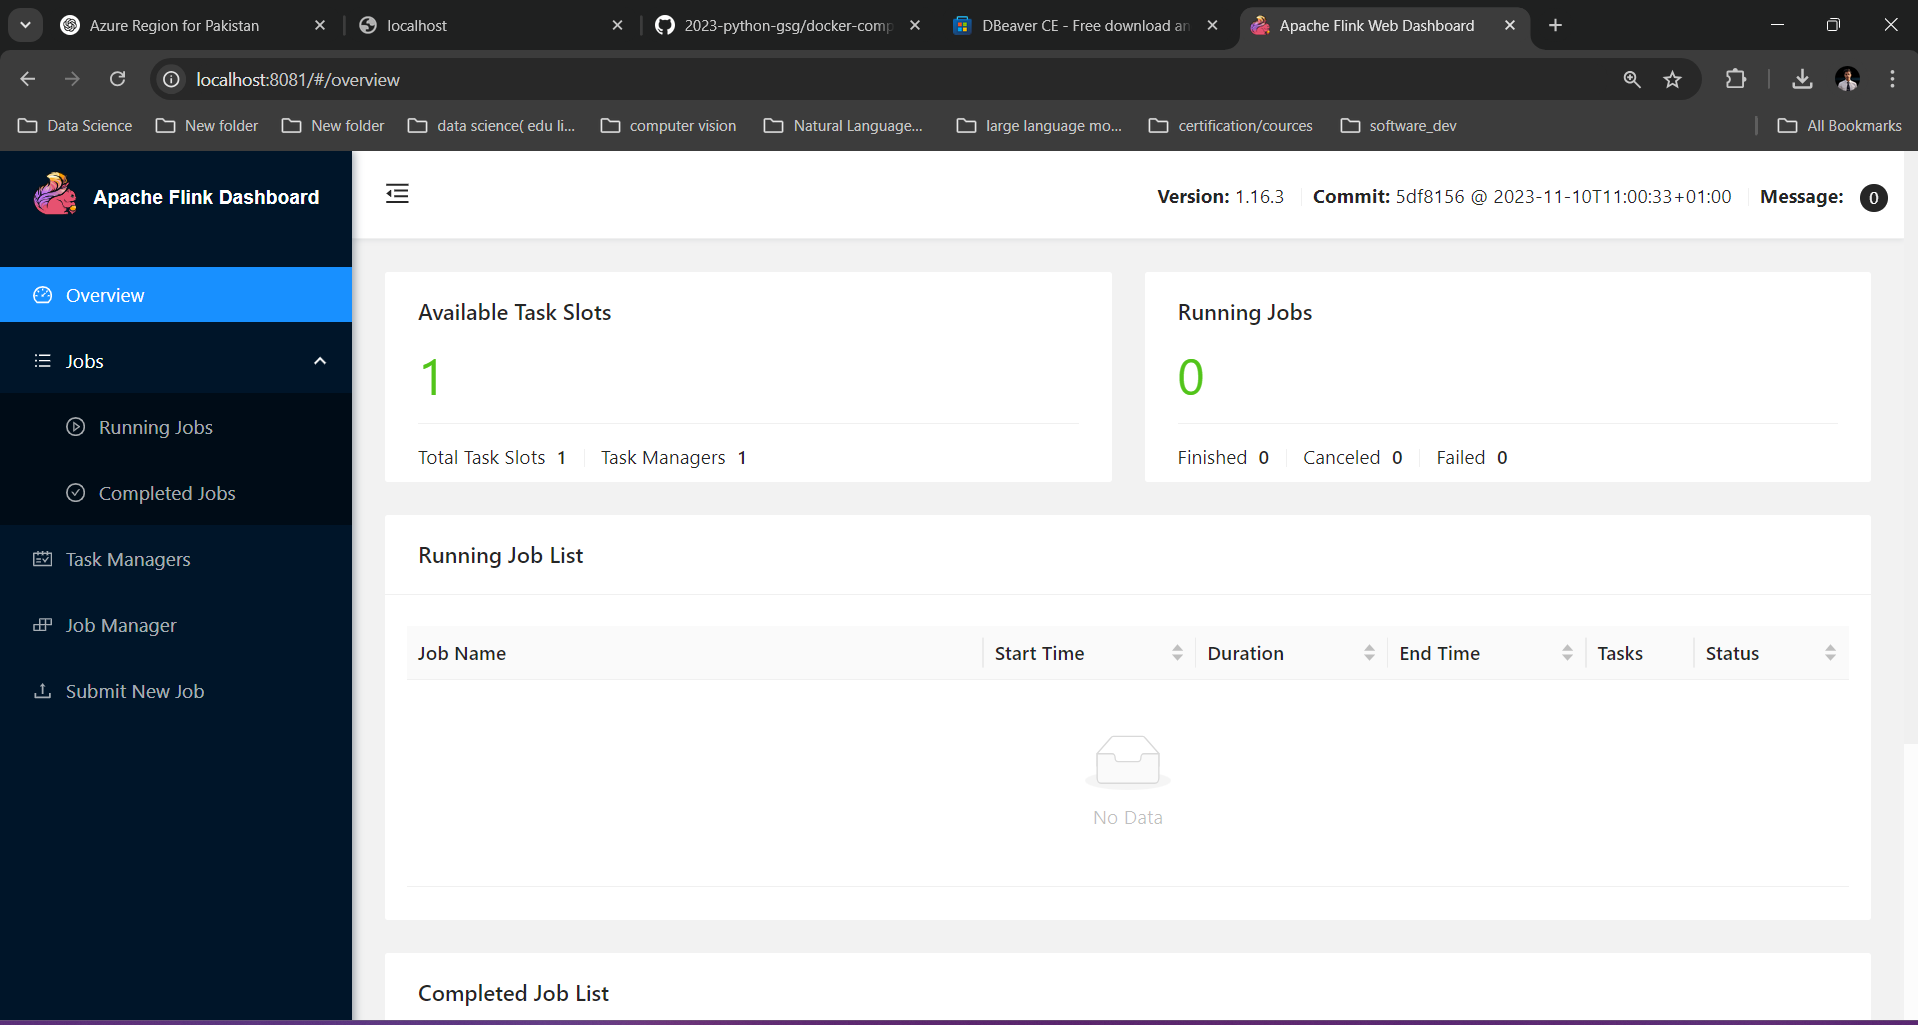 Azure Region for Pakistan
localhost
2023-python-gsg/docker-comp
DBeaver CE - Free download an
Apache Flink Web Dashboard
localhost:8081/#/overview
Data Science
New folder
New folder
data science( edu li...
computer vision
Natural Language...
large language mo...
certification/cources
software_dev
All Bookmarks
Apache Flink Dashboard
Version: 1.16.3 Commit: 5df8156 @ 2023-11-10T11:00:33+01:00 Message: 0
Overview
Jobs
Running Jobs
Completed Jobs
Task Managers
Job Manager
Submit New Job
Available Task Slots
1
Total Task Slots 1 Task Managers 1
Running Jobs
0
Finished 0 Canceled 0 Failed 0
Running Job List
Job Name Start Time Duration End Time Tasks Status
No Data
Completed Job List